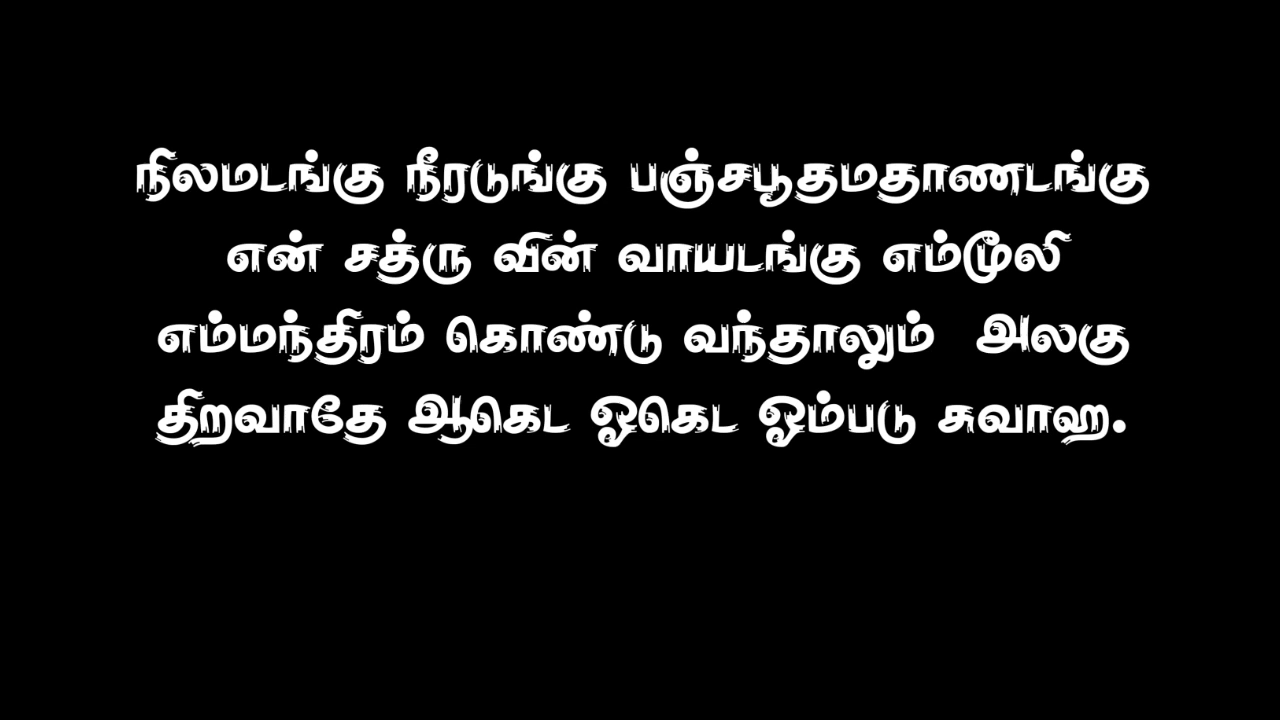 நிலமடங்கு நீரடுங்கு பஞ்சபூதமதாணடங்கு
என் சத்ரு வின் வாயடங்கு எம்மூலி
எம்மந்திரம் கொண்டு வந்தாலும் அலகு
திறவாதே ஆகெட ஓகெட ஓம்படு சுவாஹ.